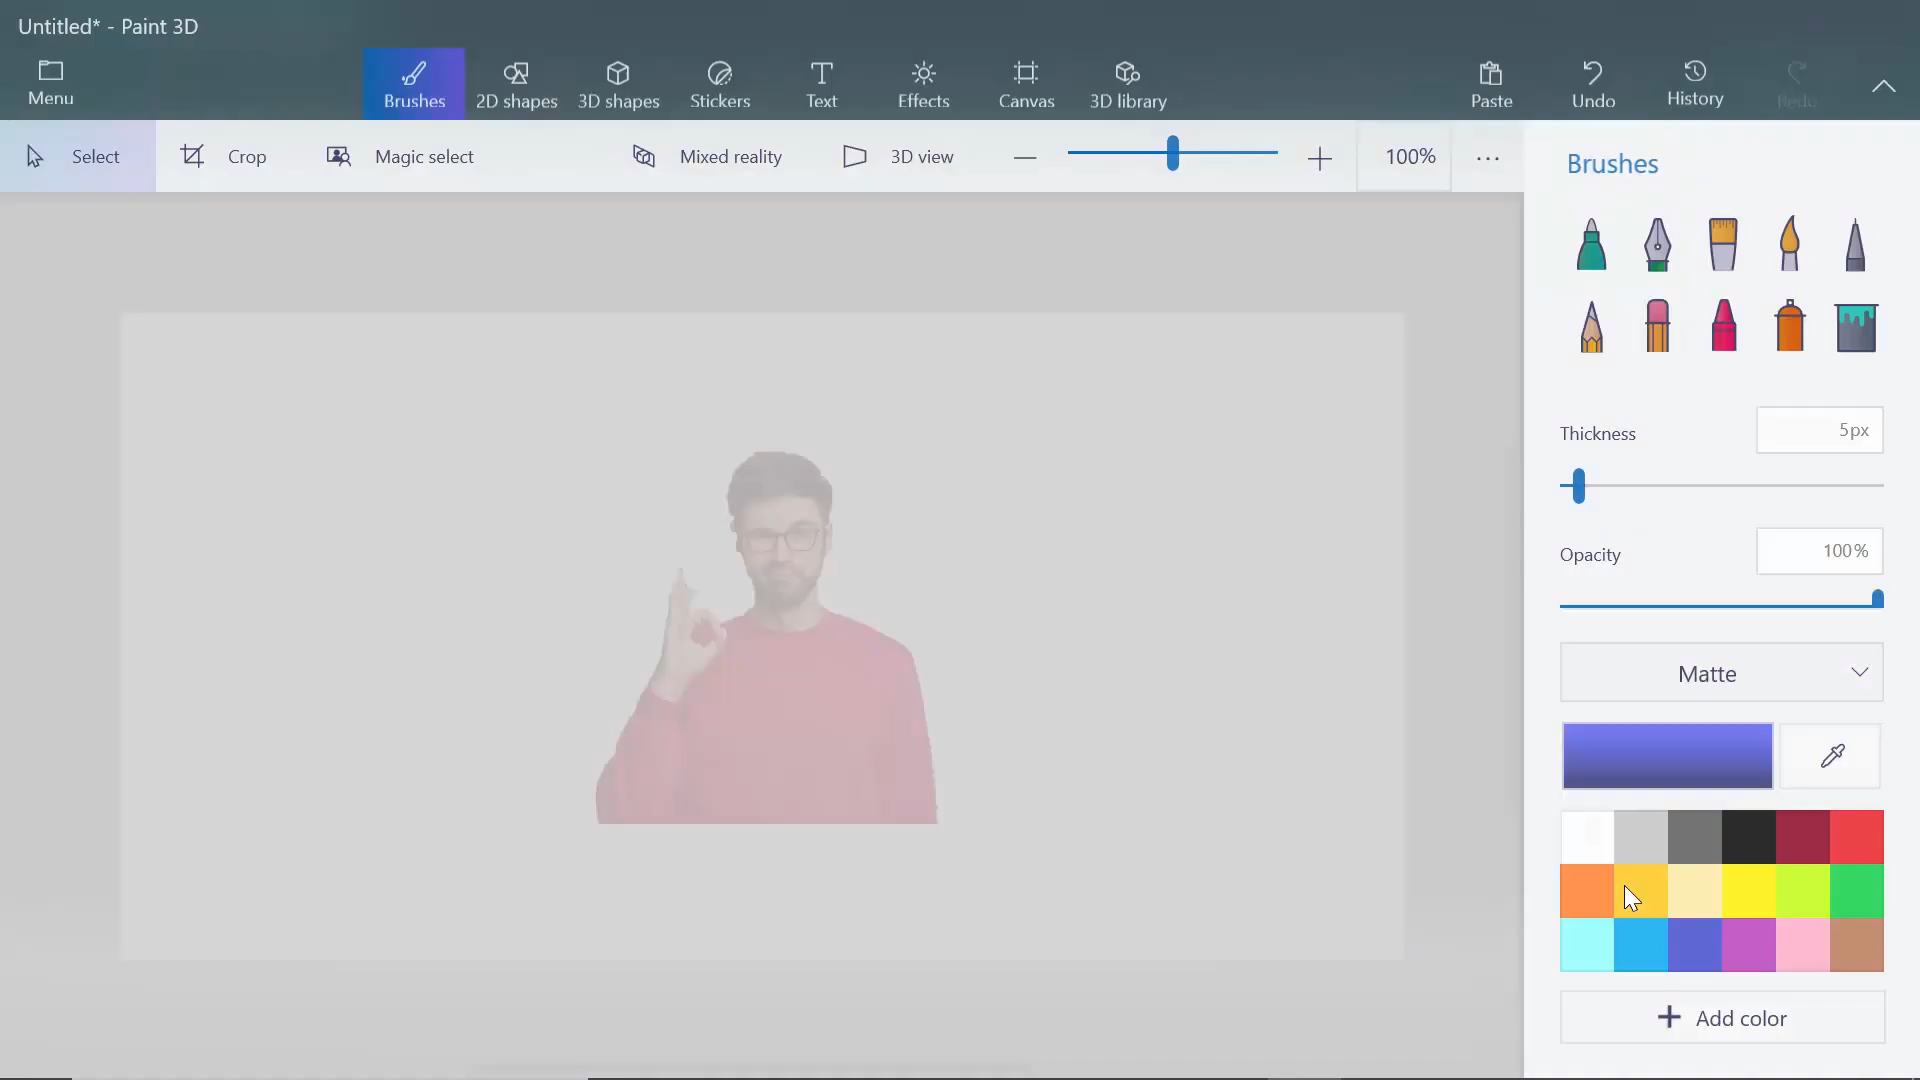 Untitled* - Paint 3D
Menu
Brushes
2D shapes
3D shapes
Stickers
Text
Effects
Canvas
3D library
Paste
Undo
History
Redo
Select
Crop
Magic select
Mixed reality
3D view
100%
Brushes
Thickness
5px
Opacity
100%
Matte
Add color